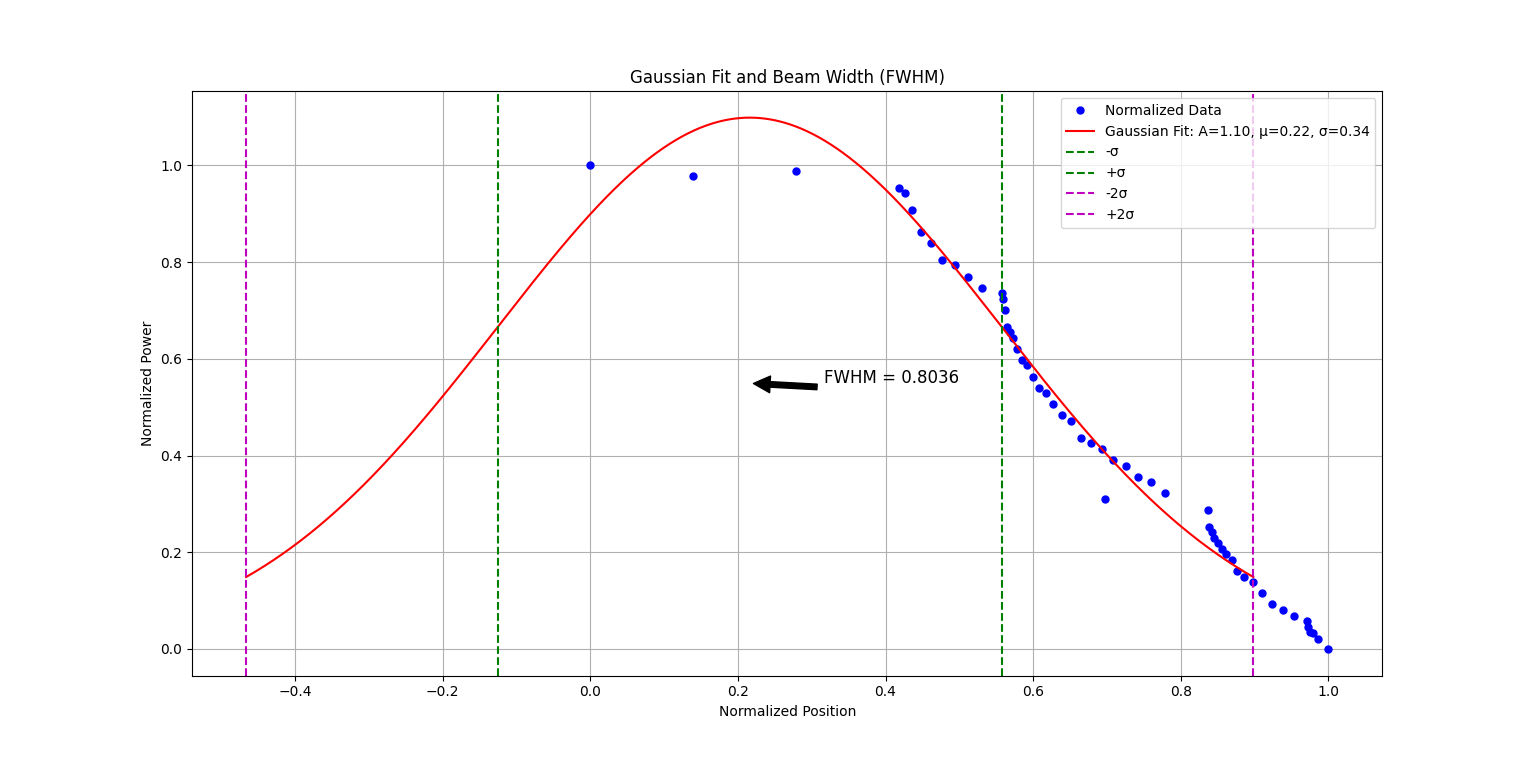 Gaussian Fit and Beam Width (FWHM)
Normalized Data
Gaussian Fit: A=1.10, μ=0.22, σ=0.34
-σ
+σ
-2σ
+2σ
FWHM = 0.8036
Normalized Power
1.0
0.8
0.6
0.4
0.2
0.0
−0.4
−0.2
0.0
0.2
0.4
0.6
0.8
1.0
Normalized Position